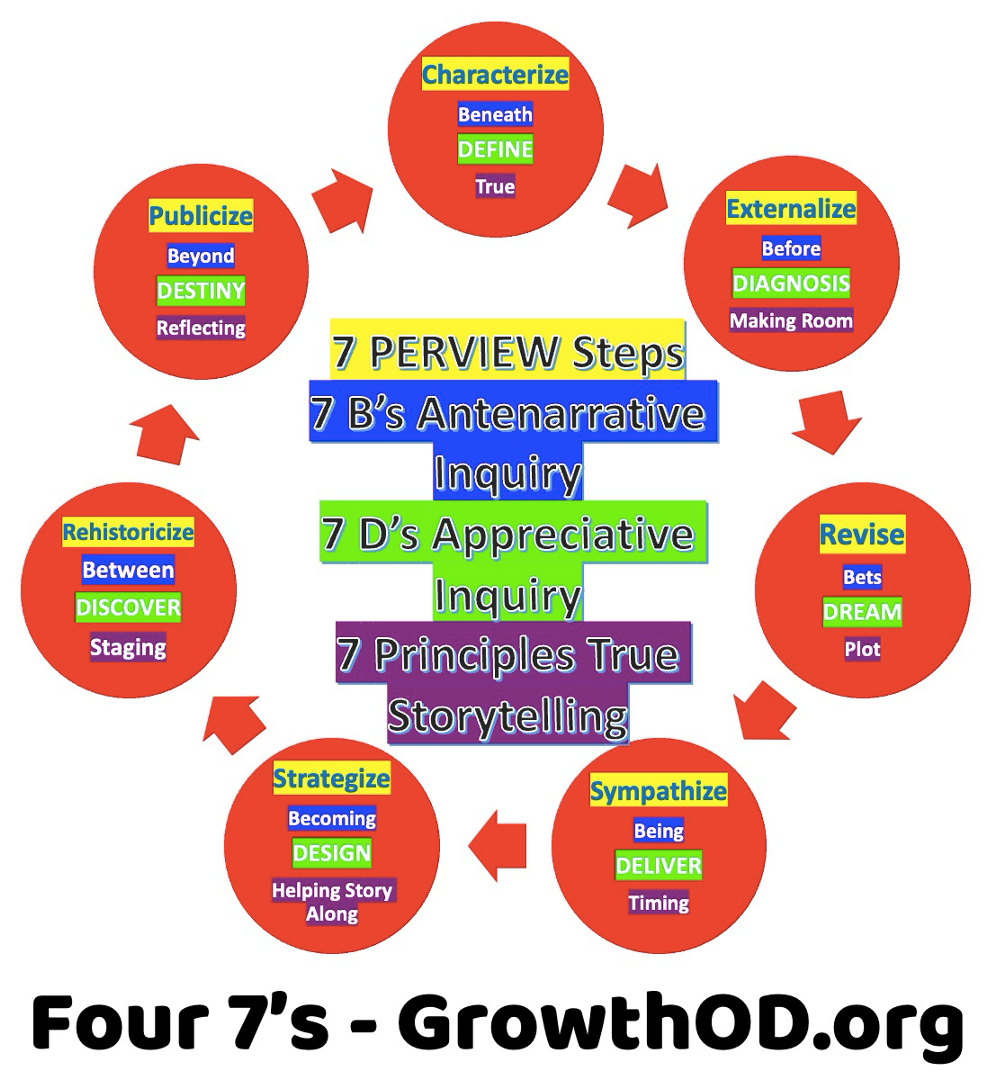 Characterize
Beneath
DEFINE
True
Externalize
Before
DIAGNOSIS
Making Room
Revise
Bets
DREAM
Plot
Sympathize
Being
DELIVER
Timing
Strategize
Becoming
DESIGN
Helping Story
Along
Rehistoricize
Between
DISCOVER
Staging
Publicize
Beyond
DESTINY
Reflecting
7 PERVIEW Steps
7 B’s Antenarrative
Inquiry
7 D’s Appreciative
Inquiry
7 Principles True
Storytelling
Four 7’s - GrowthOD.org